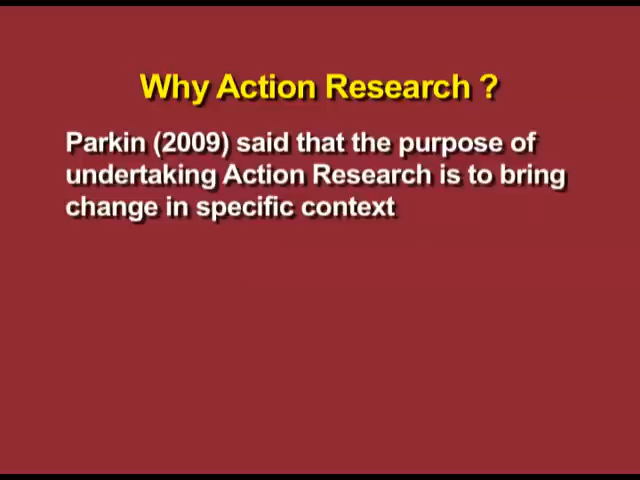 Why Action Research ?
Parkin (2009) said that the purpose of
undertaking Action Research is to bring
change in specific context